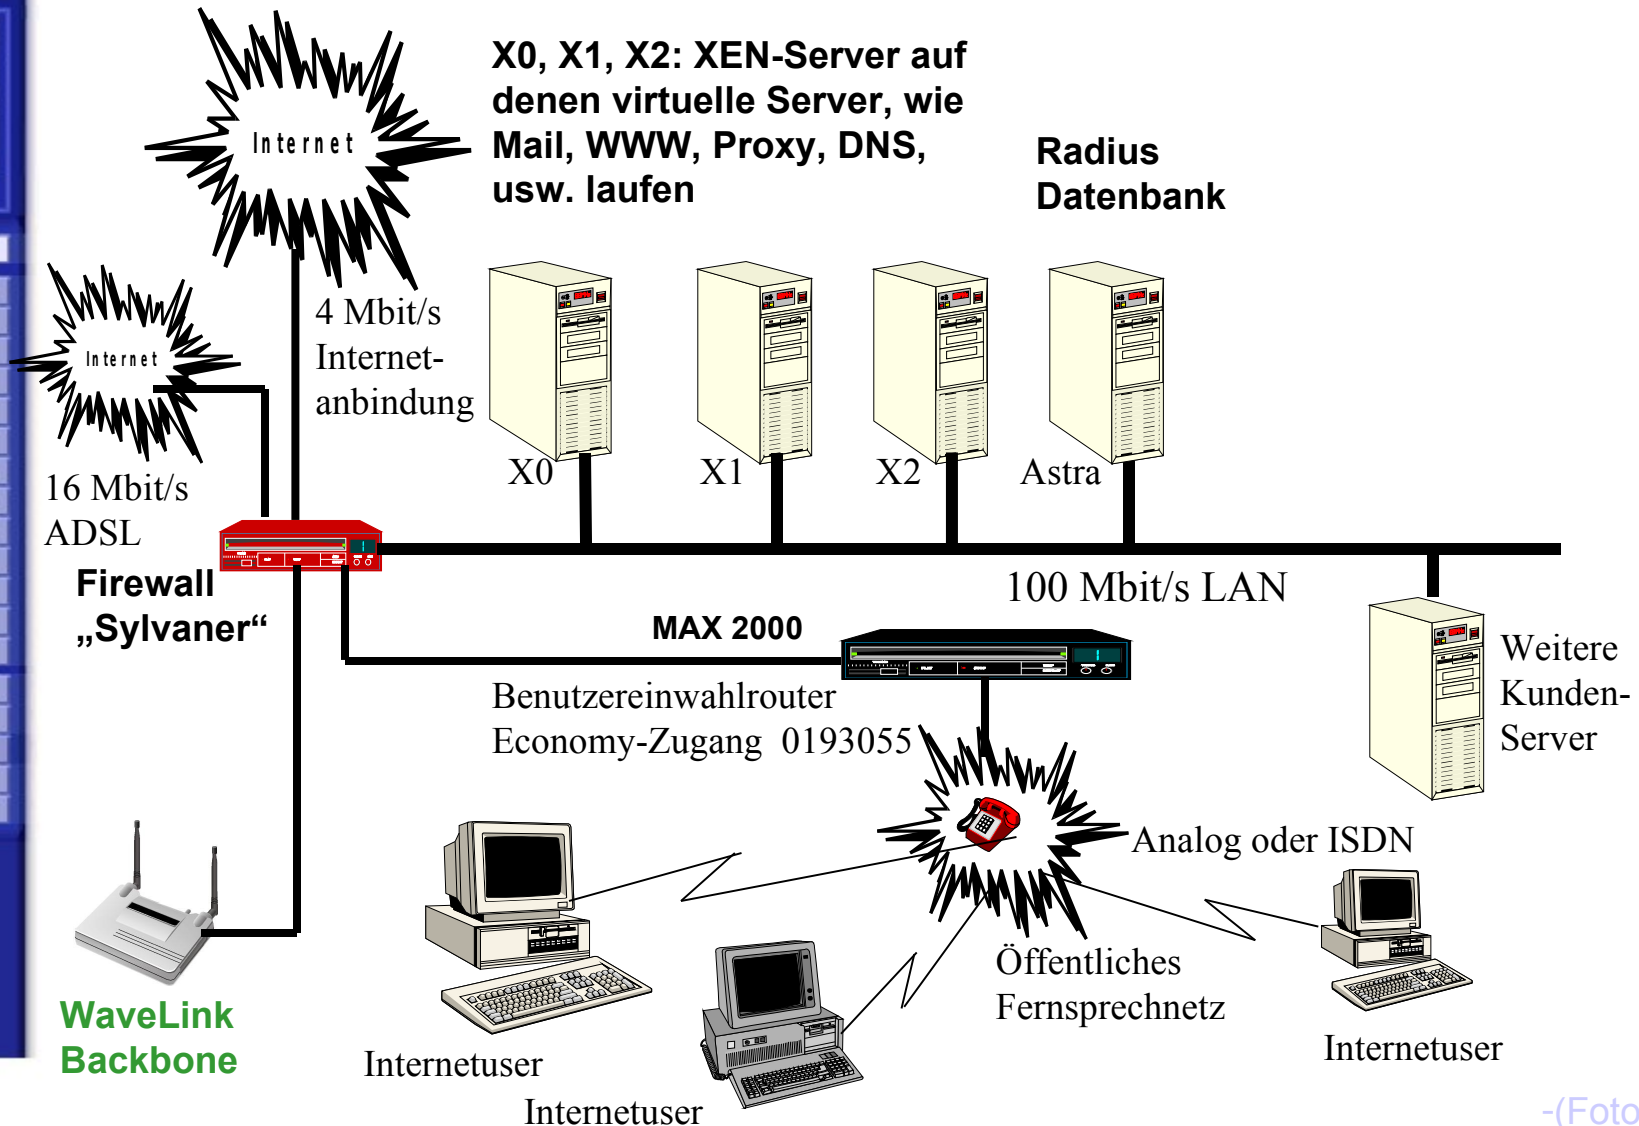 X0, X1, X2: XEN-Server auf
denen virtuelle Server, wie
Mail, WWW, Proxy, DNS,
usw. laufen
Radius
Datenbank
Internet
4 Mbit/s
Internet-
anbindung
Internet
16 Mbit/s
ADSL
X0
X1
X2
Astra
Firewall
„Sylvaner“
100 Mbit/s LAN
MAX 2000
Benutzereinwahlrouter
Economy-Zugang 0193055
Weitere
Kunden-
Server
Analog oder ISDN
Öffentliches
Fernsprechnetz
WaveLink
Backbone
Internetuser
Internetuser
Internetuser
-(Foto